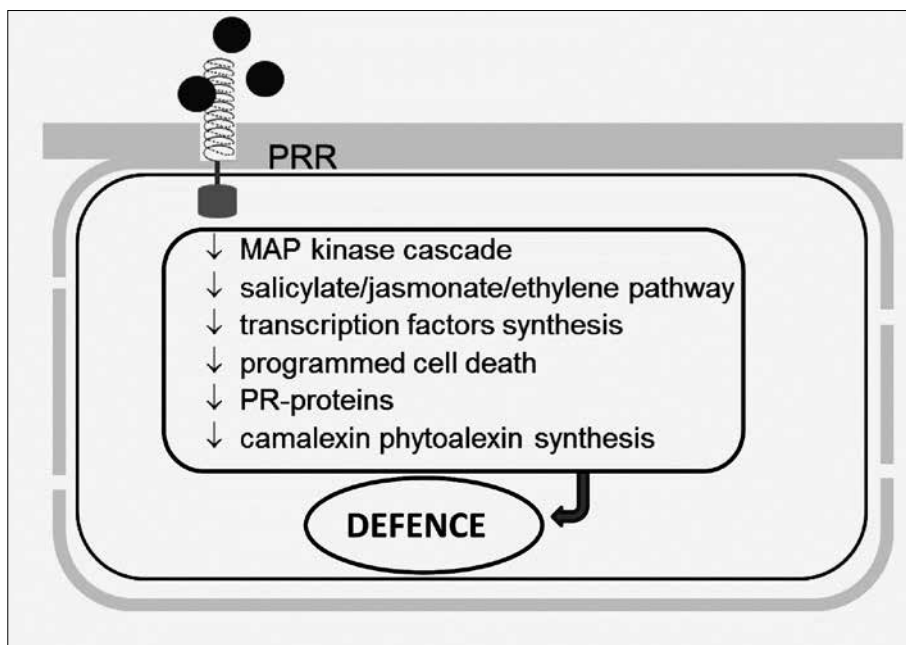 PRR
↓ MAP kinase cascade
↓ salicylate/jasmonate/ethylene pathway
↓ transcription factors synthesis
↓ programmed cell death
↓ PR-proteins
↓ camalexin phytoalexin synthesis
DEFENCE